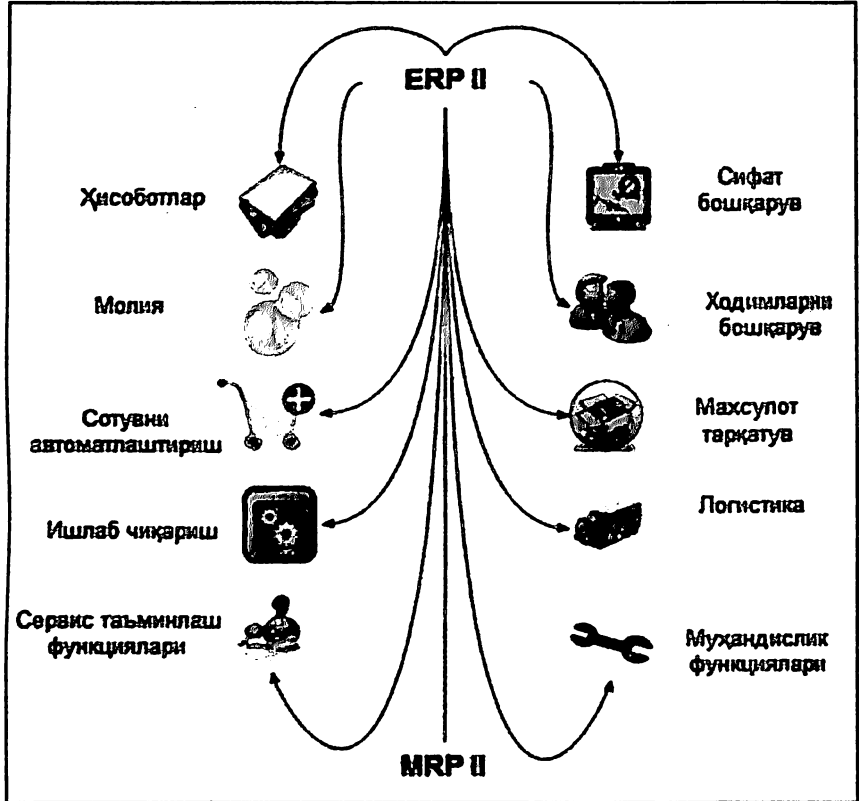 ERP II
Ҳисоботлар
Сифат
бошқарув
Молия
Ходимларни
бошқарув
Сотувни
автоматлаштириш
Махсулот
тарқатув
Ишлаб чиқариш
Логистика
Сервис таъминлаш
функциялари
Муҳандислик
функциялари
MRP II